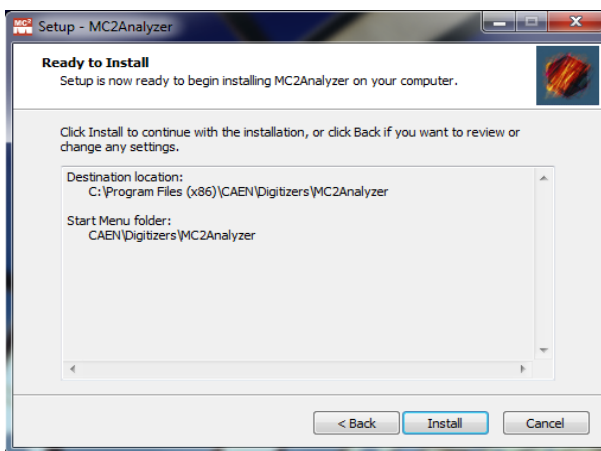 MC²
Setup - MC2Analyzer
Ready to Install
Setup is now ready to begin installing MC2Analyzer on your computer.
Click Install to continue with the installation, or click Back if you want to review or
change any settings.
Destination location:
C:\Program Files (x86)\CAEN\Digitizers\MC2Analyzer
Start Menu folder:
CAEN\Digitizers\MC2Analyzer
< Back
Install
Cancel